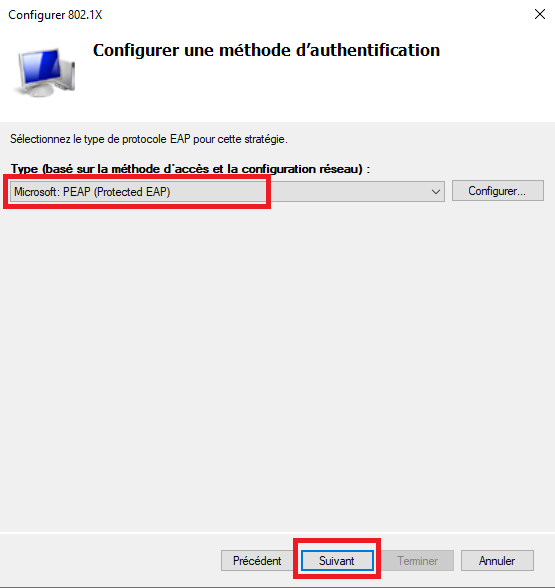 Configurer 802.1X
Configurer une méthode d'authentification
Sélectionnez le type de protocole EAP pour cette stratégie.
Type (basé sur la méthode d'accès et la configuration réseau) :
Microsoft: PEAP (Protected EAP)
Configurer...
Précédent
Suivant
Terminer
Annuler